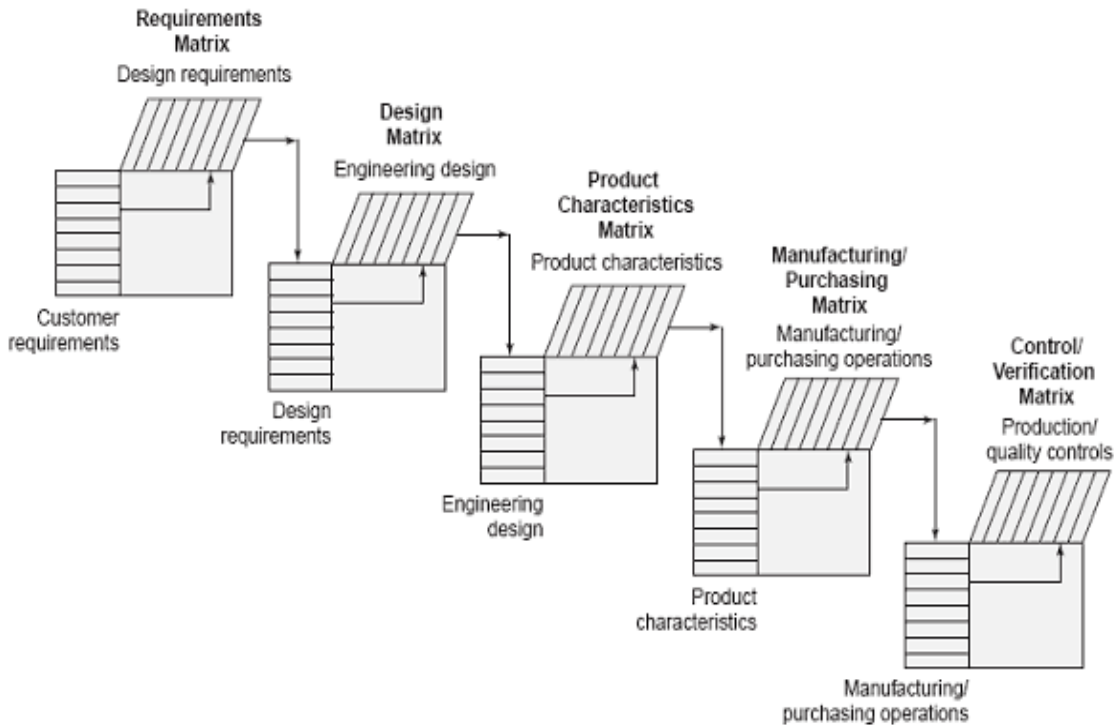 Requirements
Matrix
Design requirements
Customer
requirements
Design
Matrix
Engineering design
Design
requirements
Product
Characteristics
Matrix
Product characteristics
Engineering
design
Manufacturing/
Purchasing
Matrix
Manufacturing/
purchasing operations
Product
characteristics
Control/
Verification
Matrix
Production/
quality controls
Manufacturing/
purchasing operations